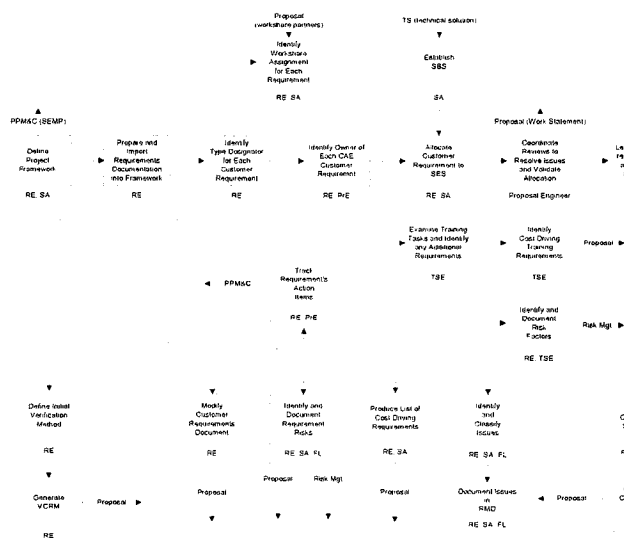 Proposal
(workshare partners)
TS (technical solution)
Identify
Workshare
Assignment
for Each
Requirement
RE SA
Establish
SBS
SA
PPM&C (SEMP)
Proposal (Work Statement)
Define
Project
Framework
RE. SA
Prepare and
Import
Requirements
Documentation
into Framework
RE
Identify
Type Designator
for Each
Customer
Requirement
RE
Identify Owner of
Each CAE
Customer
Requirement
RE PrE
Allocate
Customer
Requirement to
SBS
RE SA
Coordinate
Reviews to
Resolve Issues
and Validate
Allocation
Proposal Engineer
Examine Training
Tasks and Identify
any Additional
Requirements
TSE
Identify
Cost Driving
Training
Requirements
TSE
Proposal
PPM&C
Track
Requirement's
Action
Items
RE PrE
Identify and
Document
Risk
Factors
RE. TSE
Risk Mgt
Define Initial
Verification
Method
RE
Modify
Customer
Requirements
Document
RE
Identify and
Document
Requirement
Risks
RE SA FL
Produce List of
Cost Driving
Requirements
RE. SA
Identify
and
Classify
Issues
RE SA FL
Generate
VCRM
RE
Proposal
Proposal
Proposal
Risk Mgt
Proposal
Document Issues
in
RMD
RE SA FL
Proposal